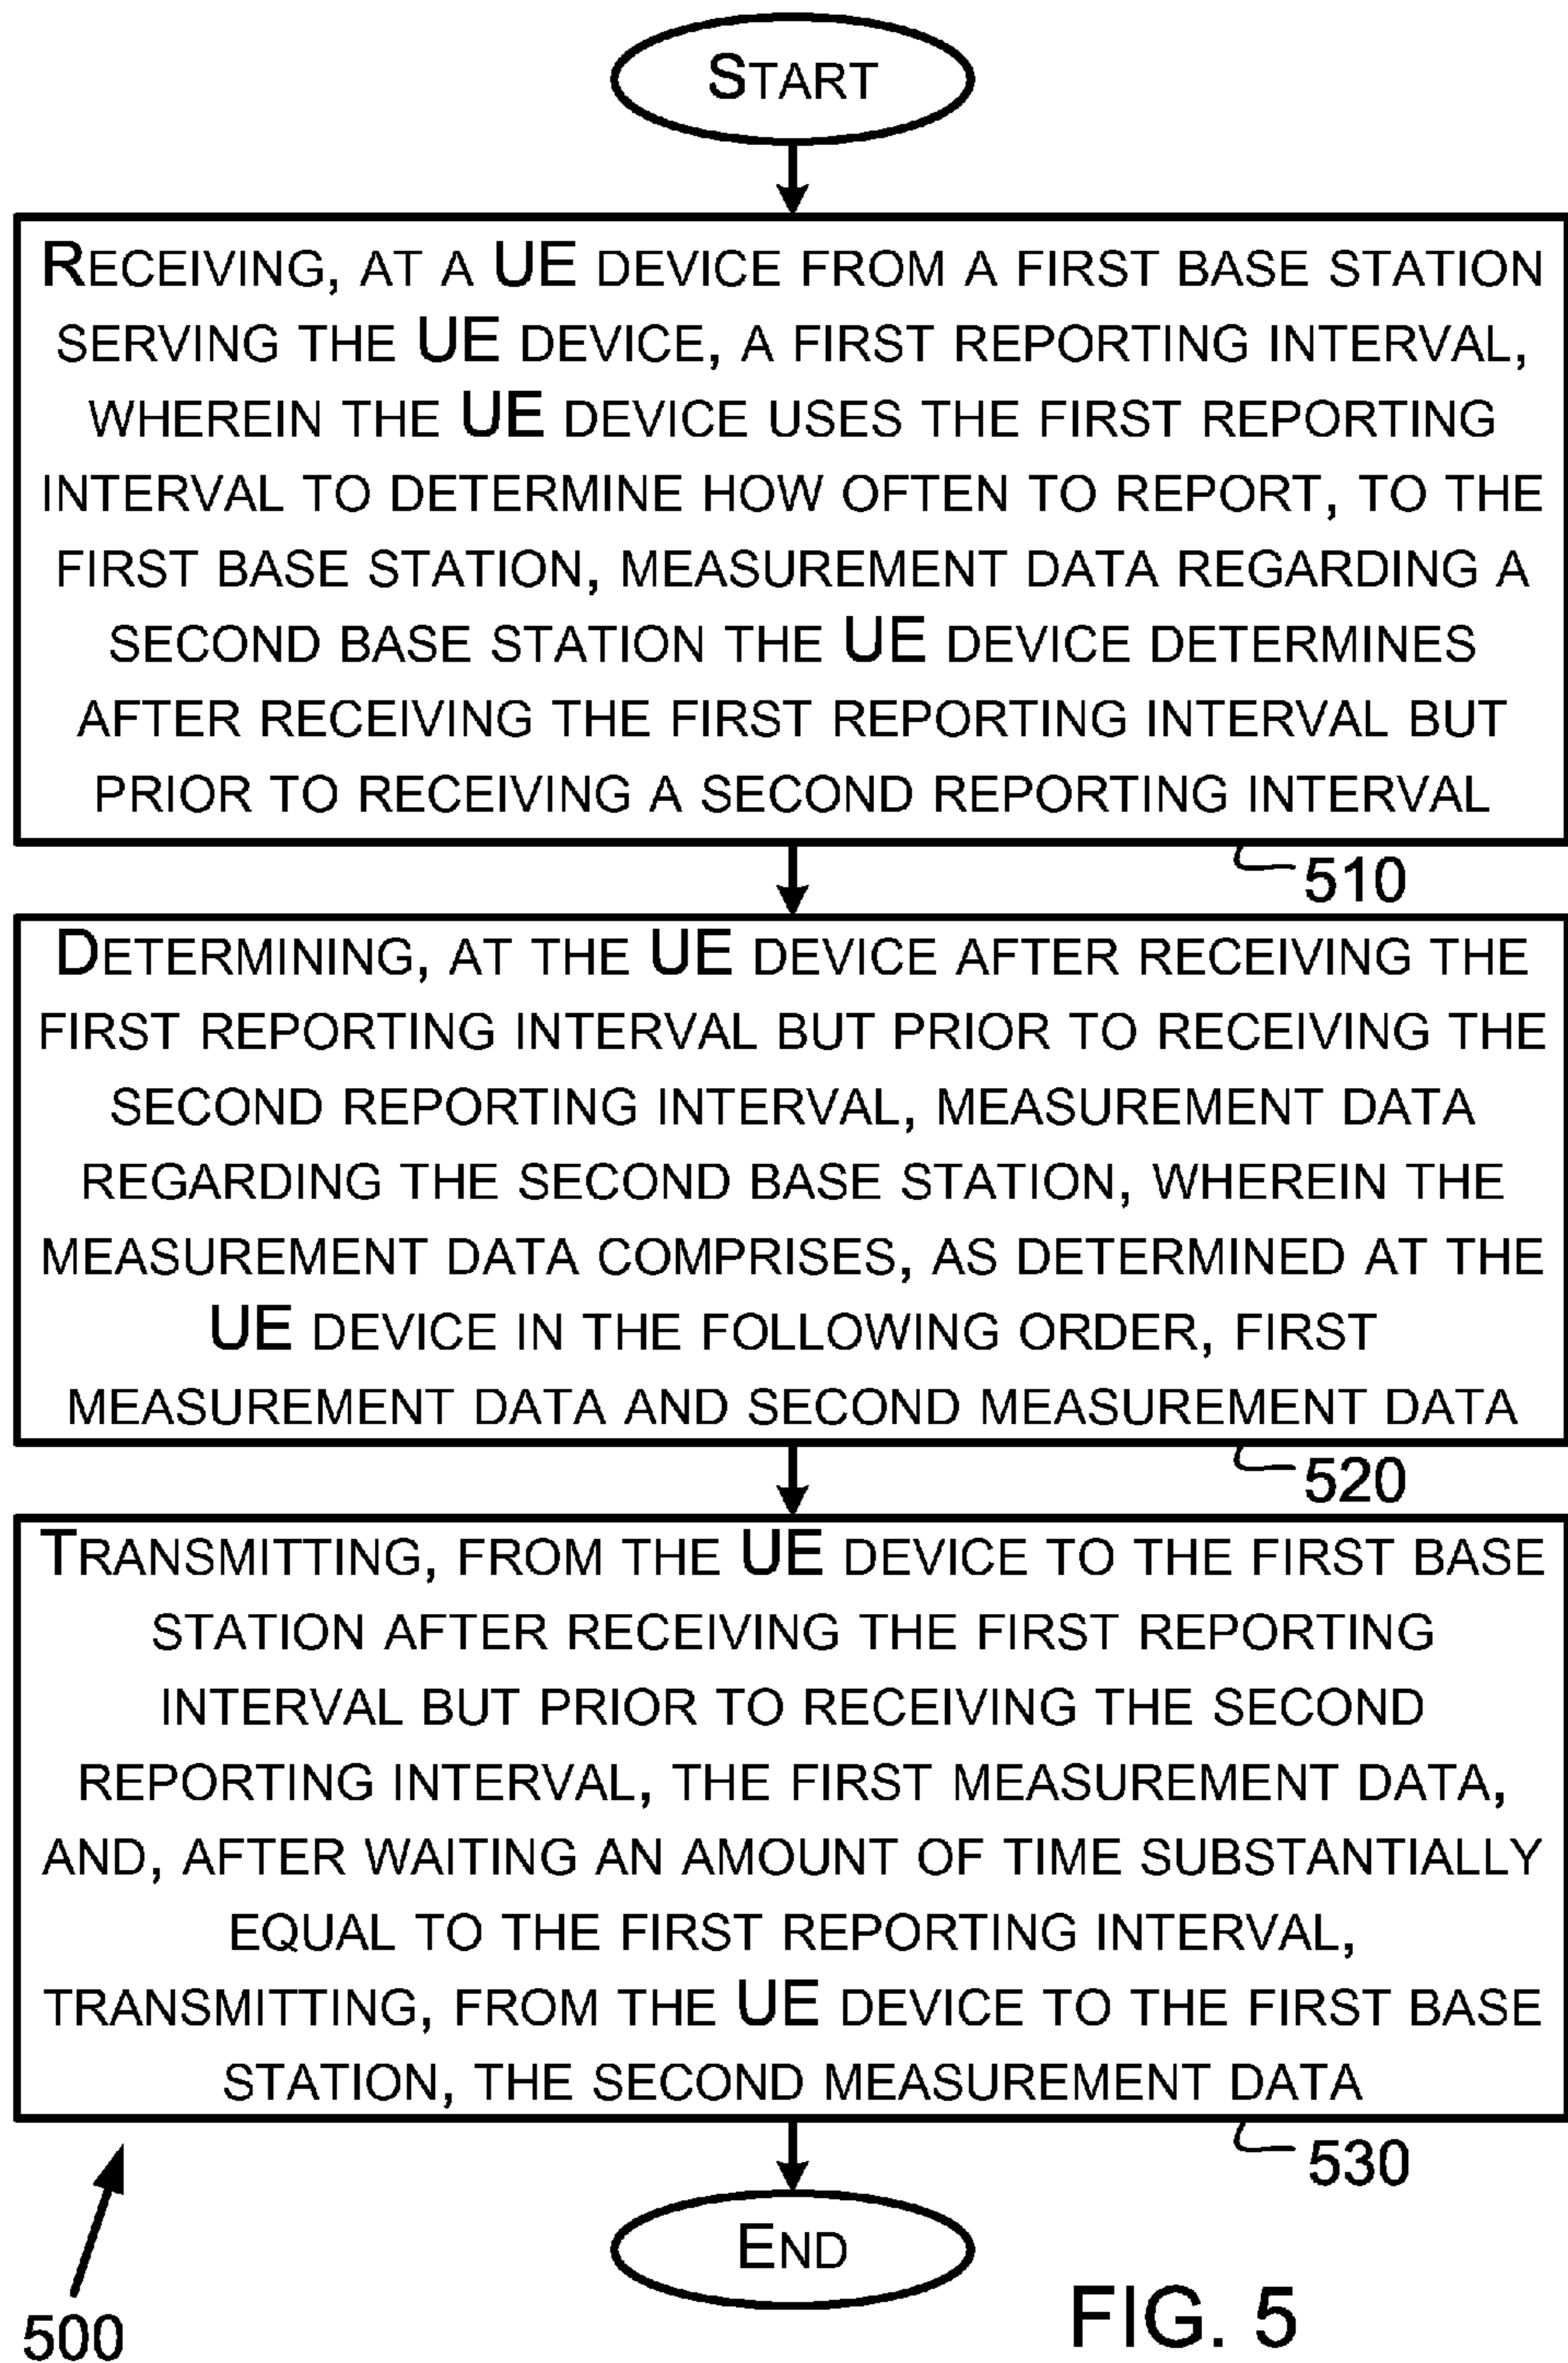 START
RECEIVING, AT A UE DEVICE FROM A FIRST BASE STATION
SERVING THE UE DEVICE, A FIRST REPORTING INTERVAL,
WHEREIN THE UE DEVICE USES THE FIRST REPORTING
INTERVAL TO DETERMINE HOW OFTEN TO REPORT, TO THE
FIRST BASE STATION, MEASUREMENT DATA REGARDING A
SECOND BASE STATION THE UE DEVICE DETERMINES
AFTER RECEIVING THE FIRST REPORTING INTERVAL BUT
PRIOR TO RECEIVING A SECOND REPORTING INTERVAL
510
DETERMINING, AT THE UE DEVICE AFTER RECEIVING THE
FIRST REPORTING INTERVAL BUT PRIOR TO RECEIVING THE
SECOND REPORTING INTERVAL, MEASUREMENT DATA
REGARDING THE SECOND BASE STATION, WHEREIN THE
MEASUREMENT DATA COMPRISES, AS DETERMINED AT THE
UE DEVICE IN THE FOLLOWING ORDER, FIRST
MEASUREMENT DATA AND SECOND MEASUREMENT DATA
520
TRANSMITTING, FROM THE UE DEVICE TO THE FIRST BASE
STATION AFTER RECEIVING THE FIRST REPORTING
INTERVAL BUT PRIOR TO RECEIVING THE SECOND
REPORTING INTERVAL, THE FIRST MEASUREMENT DATA,
AND, AFTER WAITING AN AMOUNT OF TIME SUBSTANTIALLY
EQUAL TO THE FIRST REPORTING INTERVAL,
TRANSMITTING, FROM THE UE DEVICE TO THE FIRST BASE
STATION, THE SECOND MEASUREMENT DATA
530
END
500
FIG. 5